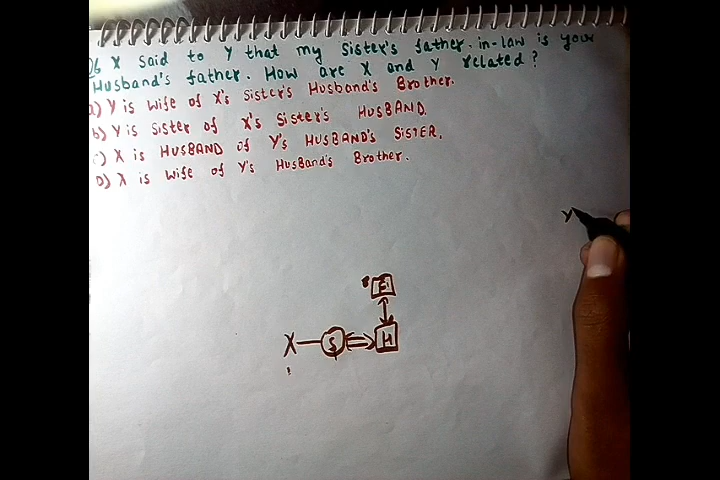 Q6 X Said to Y that my Sister's father-in-law is your
Husband's father. How are X and Y related?
a) Y is wife of X's Sister's Husband's Brother.
b) Y is Sister of X's Sister's HUSBAND.
c) X is HUSBAND of Y's HUSBAND'S SISTER.
D) X is wife of Y's Husband's Brother.
Y
F
X S H